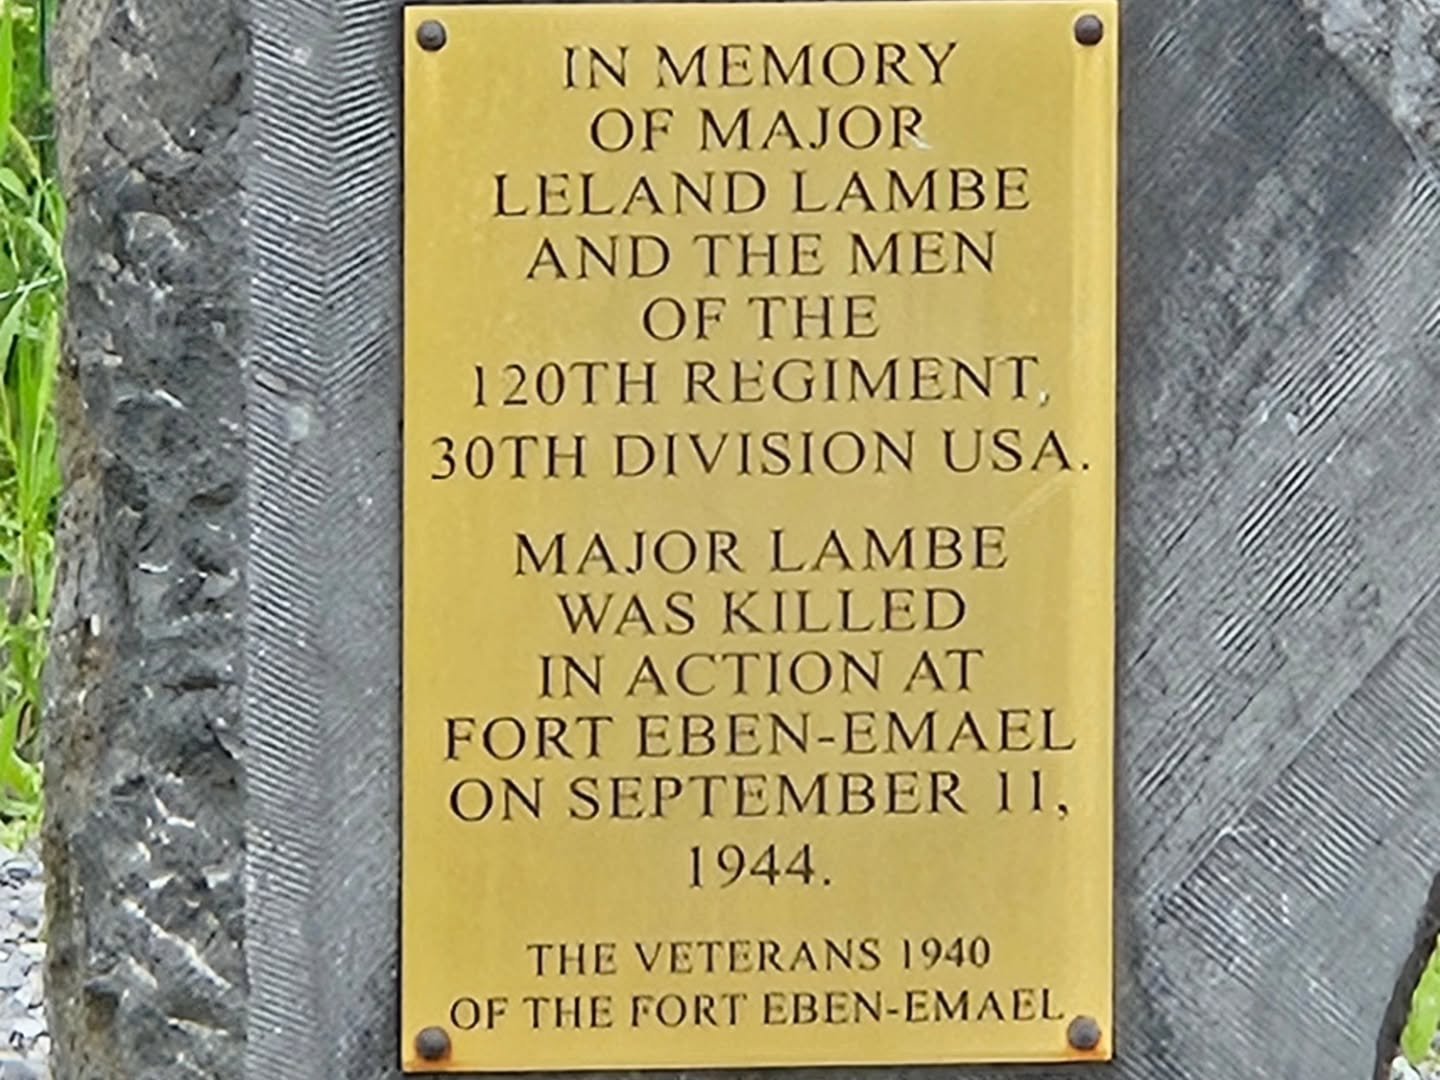 IN MEMORY
OF MAJOR
LELAND LAMBE
AND THE MEN
OF THE
120TH REGIMENT,
30TH DIVISION USA.
MAJOR LAMBE
WAS KILLED
IN ACTION AT
FORT EBEN-EMAEL
ON SEPTEMBER 11,
1944.
THE VETERANS 1940
OF THE FORT EBEN-EMAEL